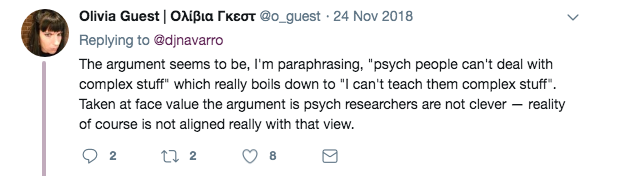 Olivia Guest | Ολίβια Γκεστ @o_guest · 24 Nov 2018
Replying to @djnavarro
The argument seems to be, I'm paraphrasing, "psych people can't deal with
complex stuff" which really boils down to "I can't teach them complex stuff".
Taken at face value the argument is psych researchers are not clever — reality
of course is not aligned really with that view.
2 2 8